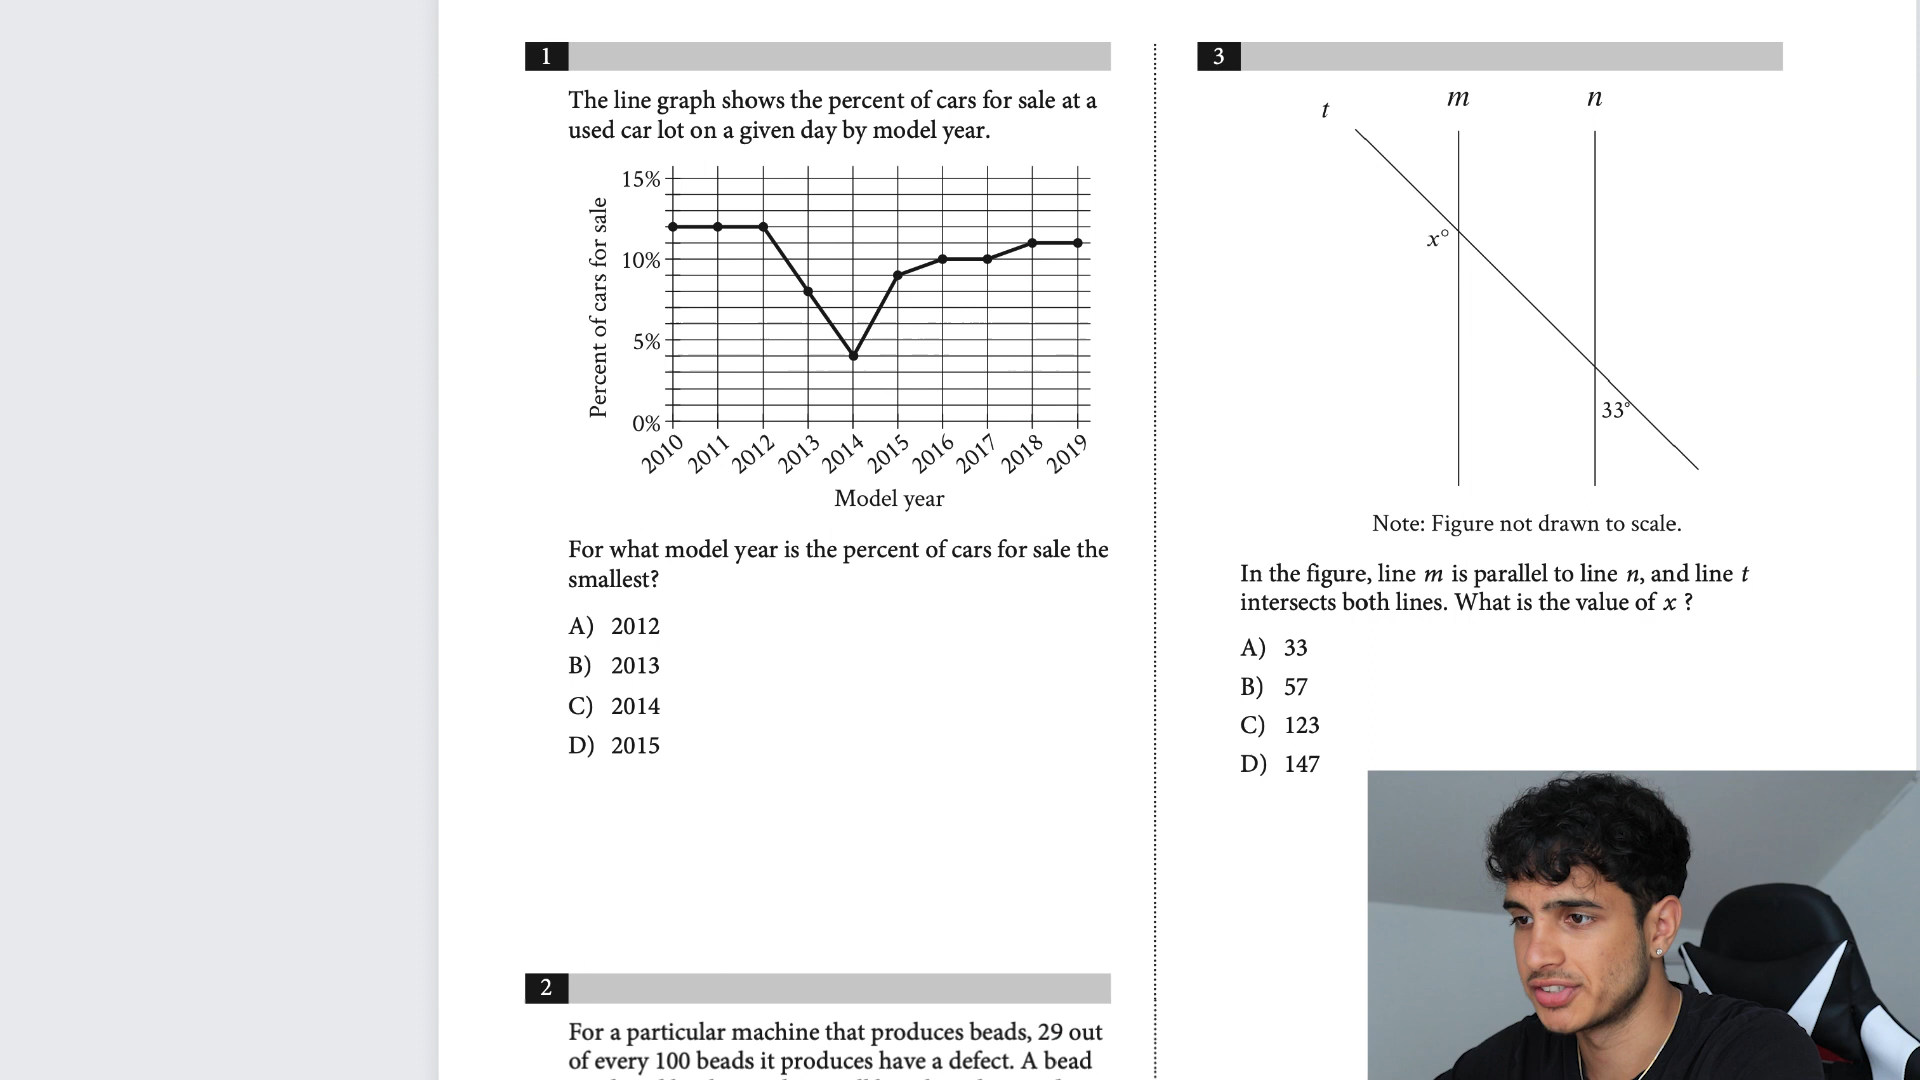 1
The line graph shows the percent of cars for sale at a
used car lot on a given day by model year.
Percent of cars for sale
15%
10%
5%
0%
2010 2011 2012 2013 2014 2015 2016 2017 2018 2019
Model year
For what model year is the percent of cars for sale the
smallest?
A) 2012
B) 2013
C) 2014
D) 2015
2
For a particular machine that produces beads, 29 out
of every 100 beads it produces have a defect. A bead
3
t m n
x°
33°
Note: Figure not drawn to scale.
In the figure, line m is parallel to line n, and line t
intersects both lines. What is the value of x ?
A) 33
B) 57
C) 123
D) 147